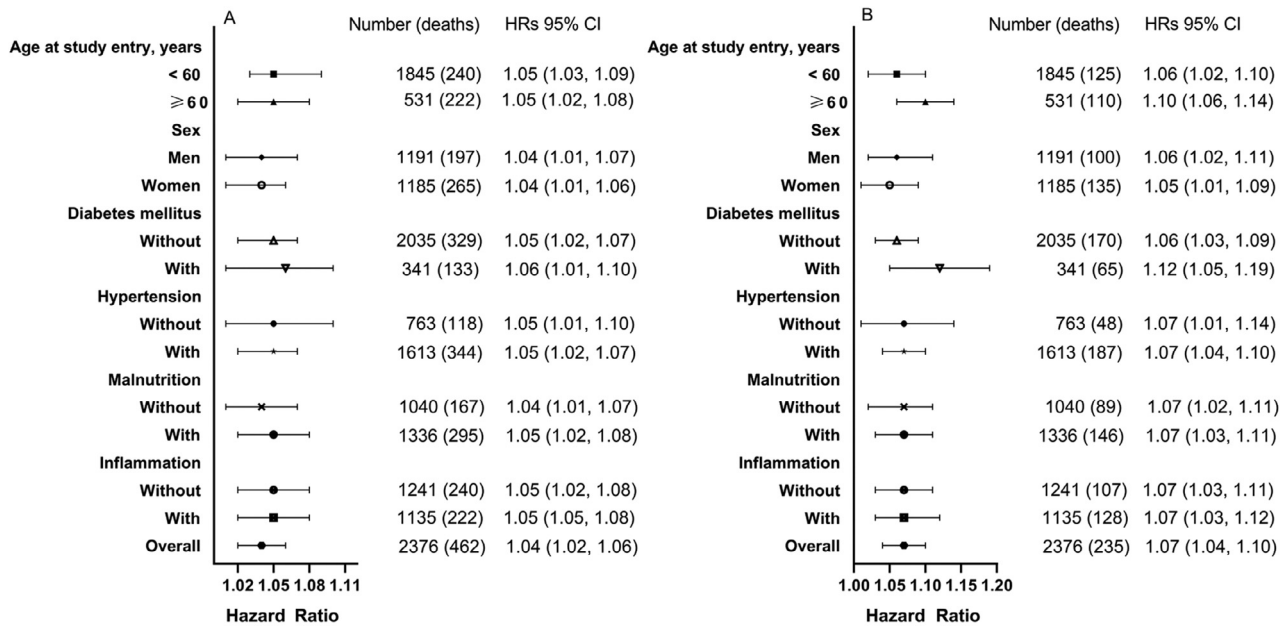 A
Number (deaths) HRs 95% CI
Age at study entry, years
< 60 1845 (240) 1.05 (1.03, 1.09)
⩾60 531 (222) 1.05 (1.02, 1.08)
Sex
Men 1191 (197) 1.04 (1.01, 1.07)
Women 1185 (265) 1.04 (1.01, 1.06)
Diabetes mellitus
Without 2035 (329) 1.05 (1.02, 1.07)
With 341 (133) 1.06 (1.01, 1.10)
Hypertension
Without 763 (118) 1.05 (1.01, 1.10)
With 1613 (344) 1.05 (1.02, 1.07)
Malnutrition
Without 1040 (167) 1.04 (1.01, 1.07)
With 1336 (295) 1.05 (1.02, 1.08)
Inflammation
Without 1241 (240) 1.05 (1.02, 1.08)
With 1135 (222) 1.05 (1.05, 1.08)
Overall 2376 (462) 1.04 (1.02, 1.06)
1.02 1.05 1.08 1.11
Hazard Ratio
B
Number (deaths) HRs 95% CI
Age at study entry, years
< 60 1845 (125) 1.06 (1.02, 1.10)
⩾60 531 (110) 1.10 (1.06, 1.14)
Sex
Men 1191 (100) 1.06 (1.02, 1.11)
Women 1185 (135) 1.05 (1.01, 1.09)
Diabetes mellitus
Without 2035 (170) 1.06 (1.03, 1.09)
With 341 (65) 1.12 (1.05, 1.19)
Hypertension
Without 763 (48) 1.07 (1.01, 1.14)
With 1613 (187) 1.07 (1.04, 1.10)
Malnutrition
Without 1040 (89) 1.07 (1.02, 1.11)
With 1336 (146) 1.07 (1.03, 1.11)
Inflammation
Without 1241 (107) 1.07 (1.03, 1.11)
With 1135 (128) 1.07 (1.03, 1.12)
Overall 2376 (235) 1.07 (1.04, 1.10)
1.00 1.05 1.10 1.15 1.20
Hazard Ratio